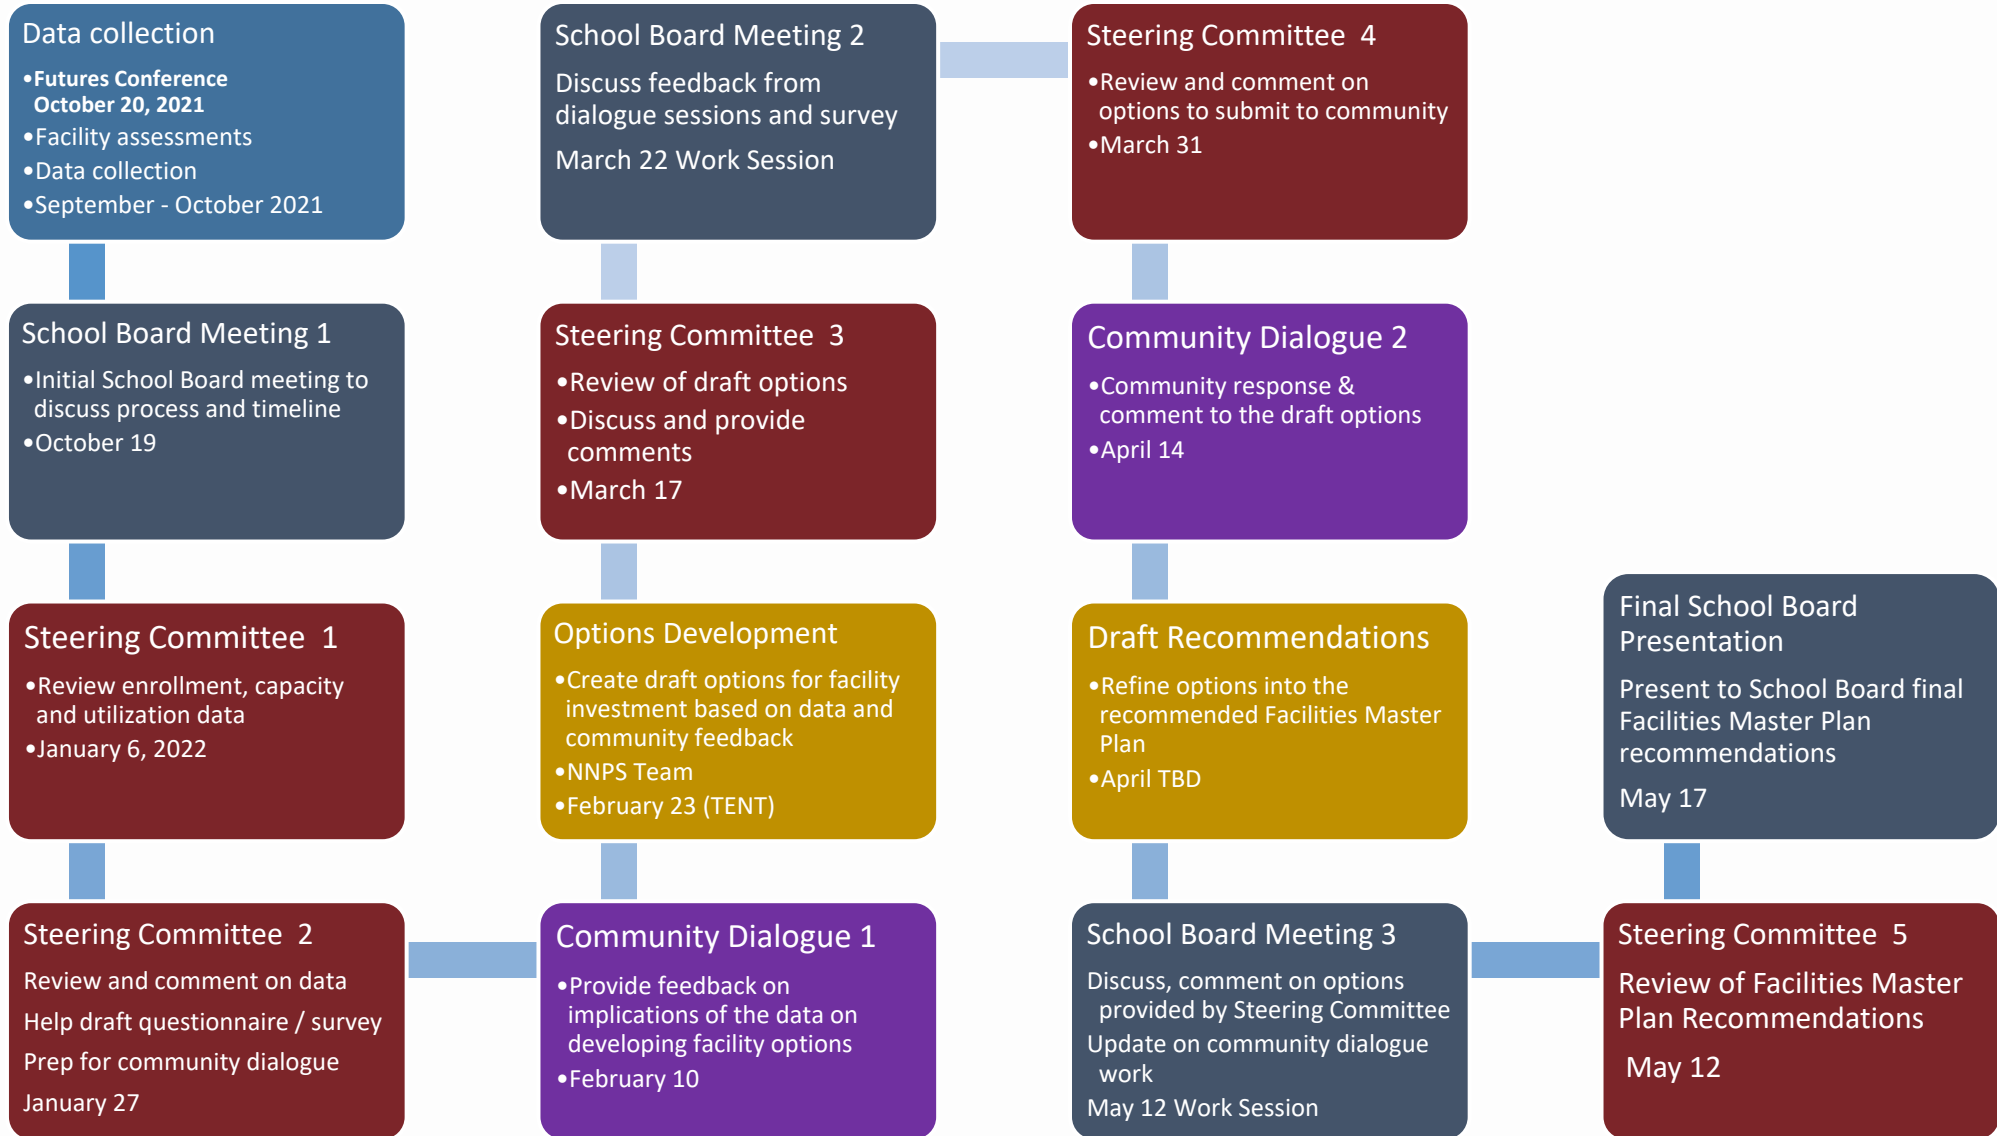 Data collection
•Futures Conference
October 20, 2021
•Facility assessments
•Data collection
•September - October 2021
School Board Meeting 1
•Initial School Board meeting to
discuss process and timeline
•October 19
Steering Committee 1
•Review enrollment, capacity
and utilization data
•January 6, 2022
Steering Committee 2
Review and comment on data
Help draft questionnaire / survey
Prep for community dialogue
January 27
Community Dialogue 1
•Provide feedback on
implications of the data on
developing facility options
•February 10
Options Development
•Create draft options for facility
investment based on data and
community feedback
•NNPS Team
•February 23 (TENT)
Steering Committee 3
•Review of draft options
•Discuss and provide
comments
•March 17
School Board Meeting 2
Discuss feedback from
dialogue sessions and survey
March 22 Work Session
Steering Committee 4
•Review and comment on
options to submit to community
•March 31
Community Dialogue 2
•Community response &
comment to the draft options
•April 14
Draft Recommendations
•Refine options into the
recommended Facilities Master
Plan
•April TBD
School Board Meeting 3
Discuss, comment on options
provided by Steering Committee
Update on community dialogue
work
May 12 Work Session
Steering Committee 5
Review of Facilities Master
Plan Recommendations
May 12
Final School Board
Presentation
Present to School Board final
Facilities Master Plan
recommendations
May 17